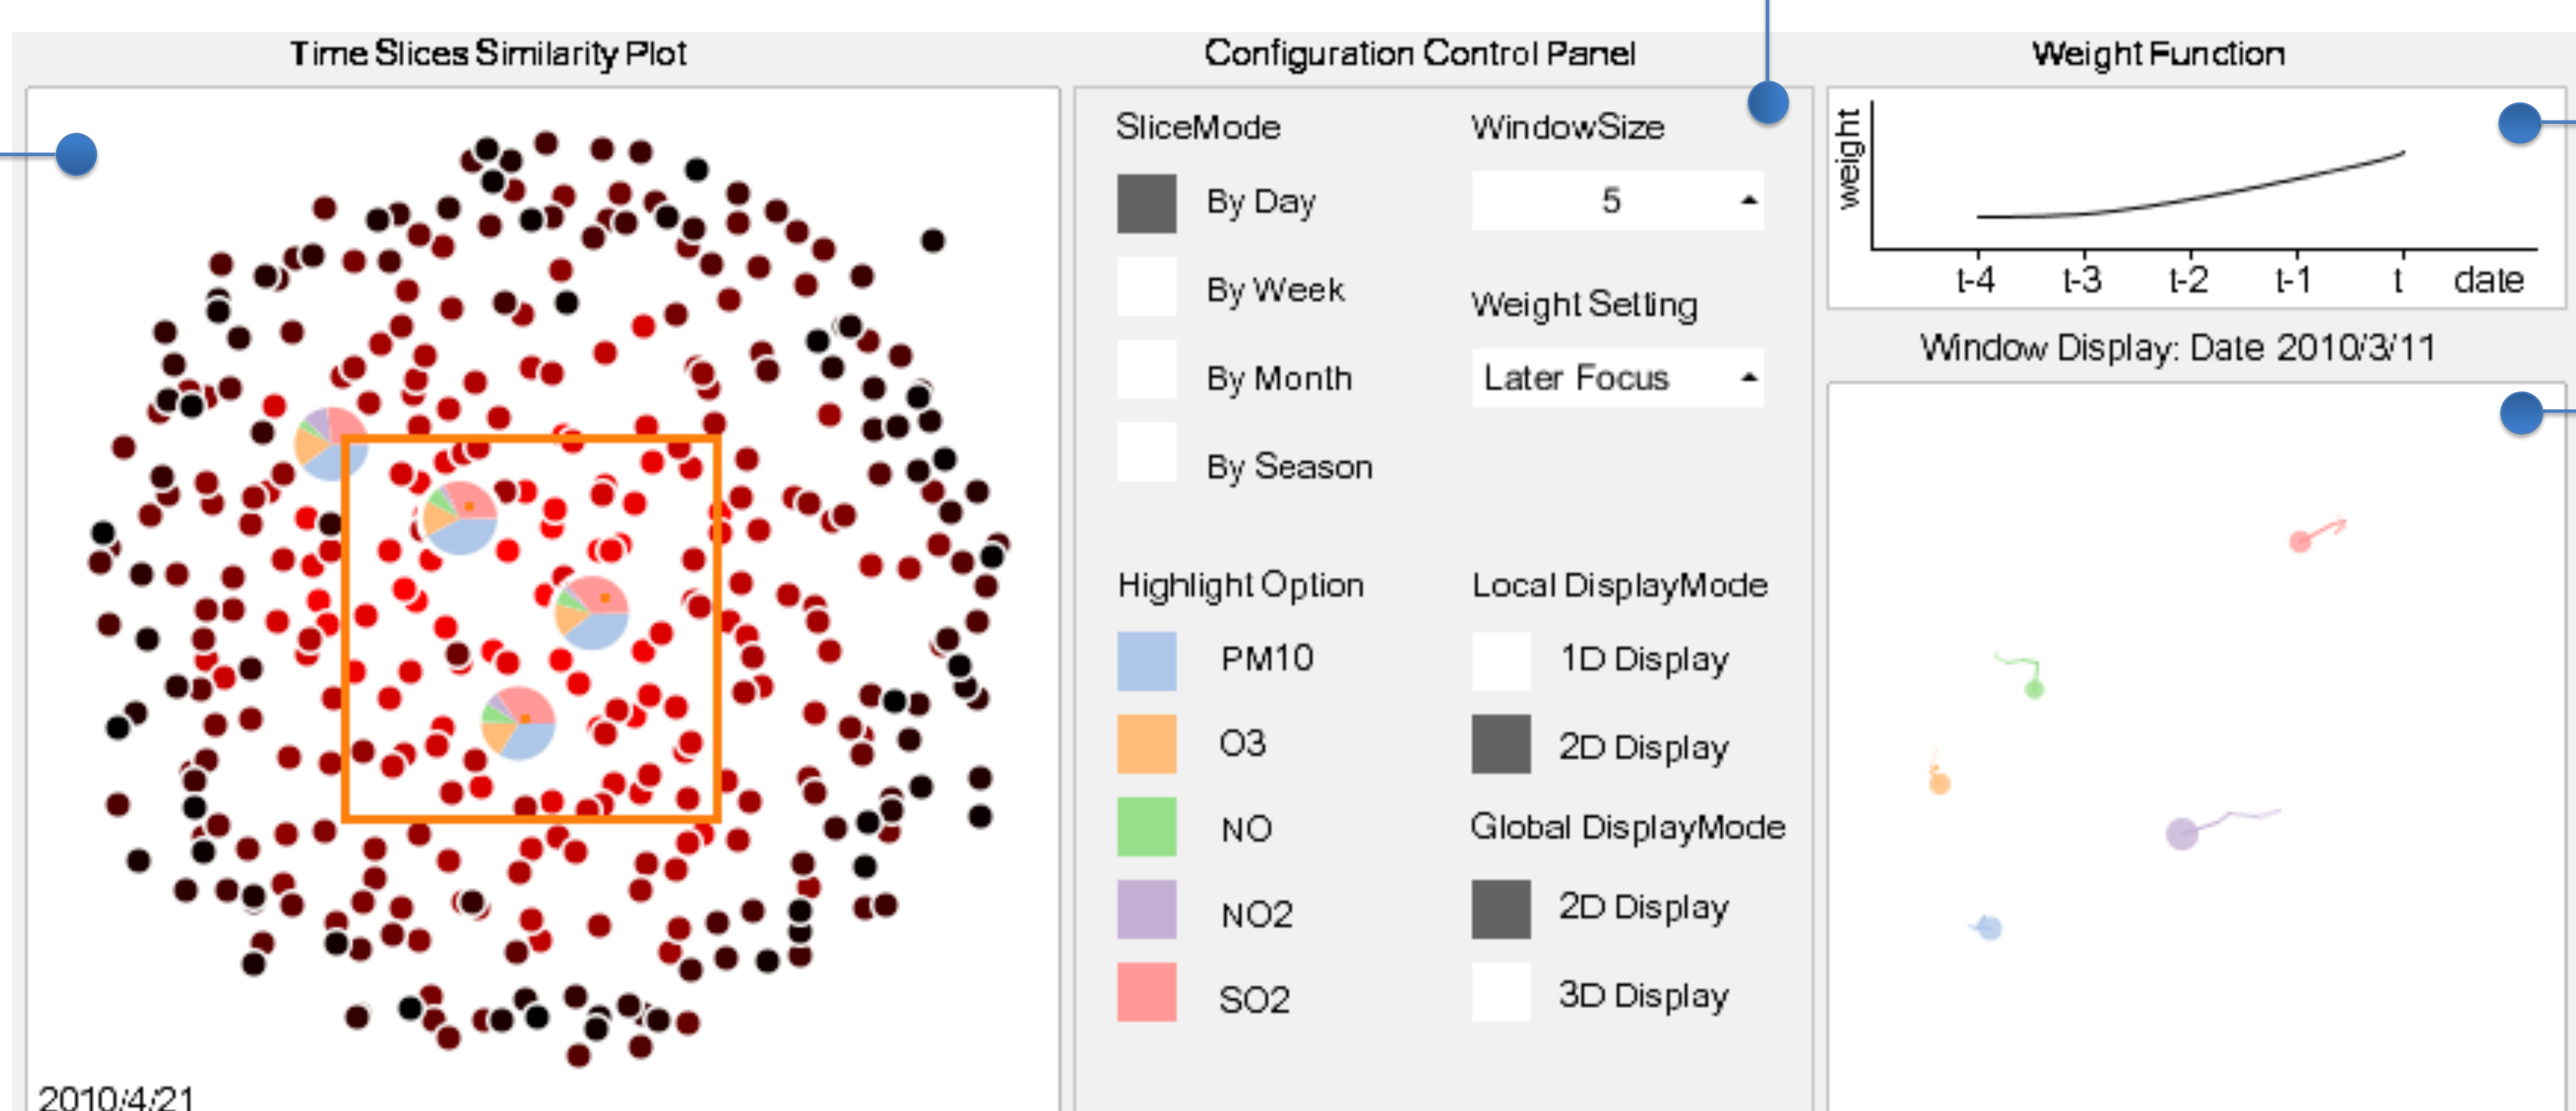 Time Slices Similarity Plot
Configuration Control Panel
Weight Function
SliceMode
WindowSize
By Day
5
By Week
Weight Setting
By Month
Later Focus
By Season
Highlight Option
Local DisplayMode
PM10
1D Display
O3
2D Display
NO
Global DisplayMode
NO2
2D Display
SO2
3D Display
weight
t-4 t-3 t-2 t-1 t date
Window Display: Date 2010/3/11
2010/4/21